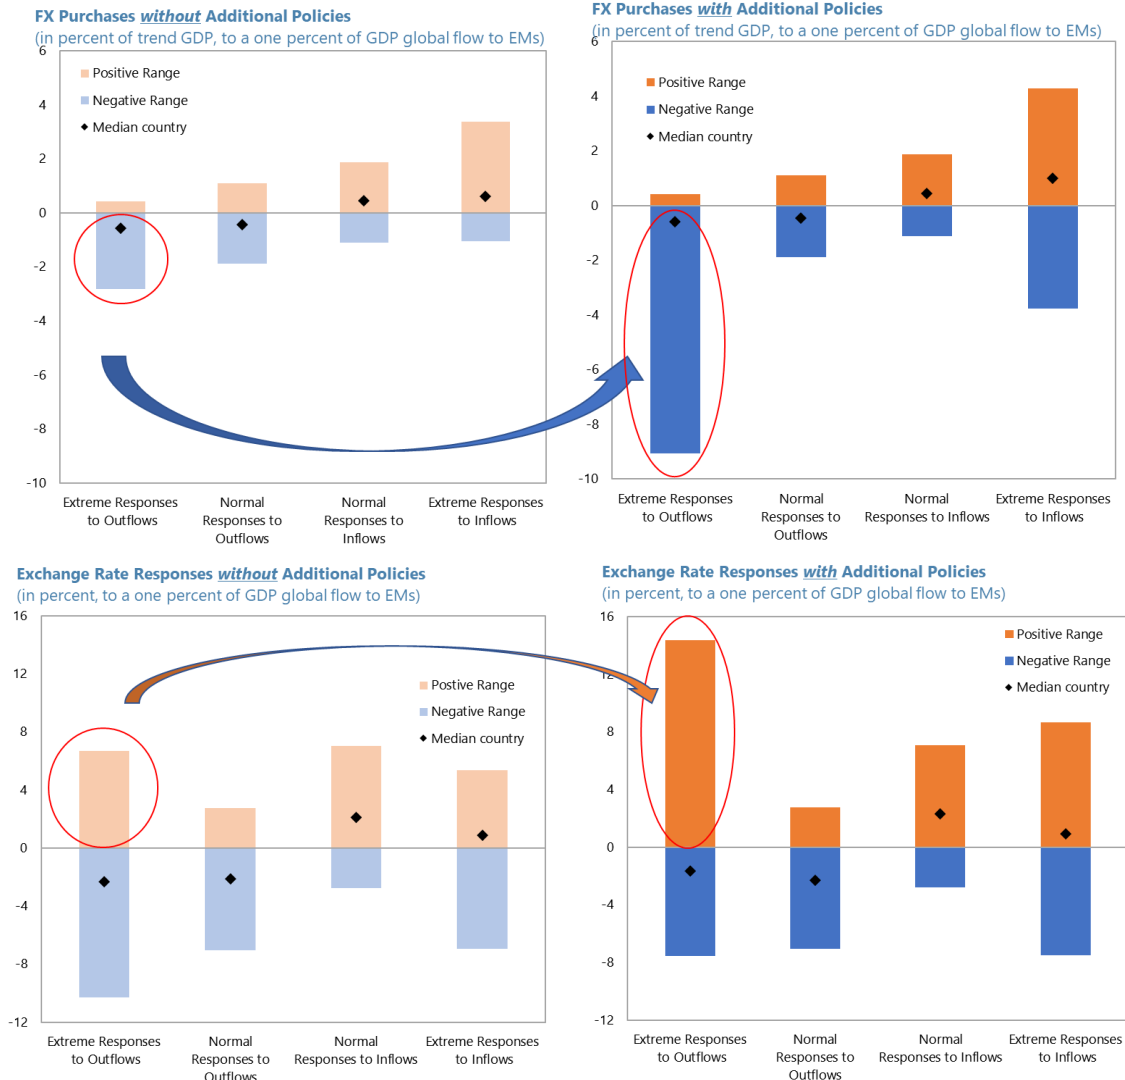 FX Purchases without Additional Policies
(in percent of trend GDP, to a one percent of GDP global flow to EMs)
6
4
2
0
-2
-4
-6
-8
-10
Positive Range
Negative Range
Median country
Extreme Responses
to Outflows
Normal
Responses to
Outflows
Normal
Responses to
Inflows
Extreme Responses
to Inflows
FX Purchases with Additional Policies
(in percent of trend GDP, to a one percent of GDP global flow to EMs)
6
4
2
0
-2
-4
-6
-8
-10
Positive Range
Negative Range
Median country
Extreme Responses
to Outflows
Normal
Responses to
Outflows
Normal
Responses to Inflows
Extreme Responses
to Inflows
Exchange Rate Responses without Additional Policies
(in percent, to a one percent of GDP global flow to EMs)
16
12
8
4
0
-4
-8
-12
Postive Range
Negative Range
Median country
Extreme Responses
to Outflows
Normal
Responses to
Outflows
Normal
Responses to Inflows
Extreme Responses
to Inflows
Exchange Rate Responses with Additional Policies
(in percent, to a one percent of GDP global flow to EMs)
16
12
8
4
0
-4
-8
-12
Positive Range
Negative Range
Median country
Extreme Responses
to Outflows
Normal
Responses to
Outflows
Normal
Responses to Inflows
Extreme Responses
to Inflows